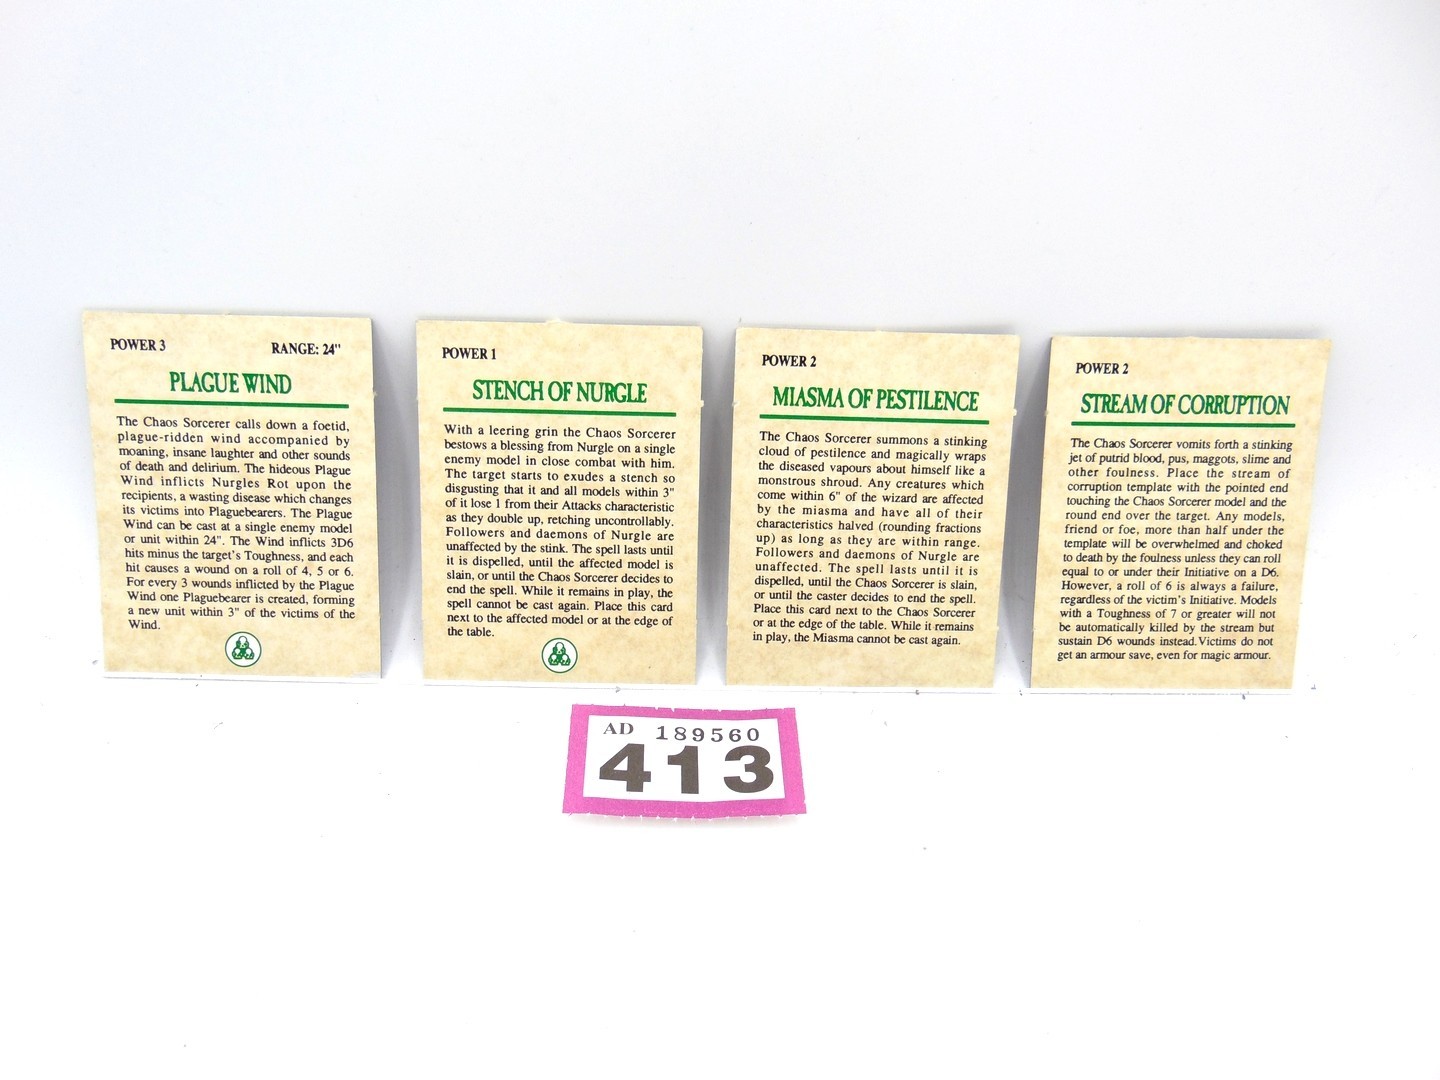 POWER 3
RANGE: 24"
PLAGUE WIND
The Chaos Sorcerer calls down a foetid,
plague-ridden wind accompanied by
moaning, insane laughter and other sounds
of death and delirium. The hideous Plague
Wind inflicts Nurgles Rot upon the
recipients, a wasting disease which changes
its victims into Plaguebearers. The Plague
Wind can be cast at a single enemy model
or unit within 24". The Wind inflicts 3D6
hits minus the target's Toughness, and each
hit causes a wound on a roll of 4, 5 or 6.
For every 3 wounds inflicted by the Plague
Wind one Plaguebearer is created, forming
a new unit within 3" of the victims of the
Wind.
POWER 1
STENCH OF NURGLE
With a leering grin the Chaos Sorcerer
bestows a blessing from Nurgle on a single
enemy model in close combat with him.
The target starts to exudes a stench so
disgusting that it and all models within 3"
of it lose 1 from their Attacks characteristic
as they double up, retching uncontrollably.
Followers and daemons of Nurgle are
unaffected by the stink. The spell lasts until
it is dispelled, until the affected model is
slain, or until the Chaos Sorcerer decides to
end the spell. While it remains in play, the
spell cannot be cast again. Place this card
next to the affected model or at the edge of
the table.
POWER 2
MIASMA OF PESTILENCE
The Chaos Sorcerer summons a stinking
cloud of pestilence and magically wraps
the diseased vapours about himself like a
monstrous shroud. Any creatures which
come within 6" of the wizard are affected
by the miasma and have all of their
characteristics halved (rounding fractions
up) as long as they are within range.
Followers and daemons of Nurgle are
unaffected. The spell lasts until it is
dispelled, until the Chaos Sorcerer is slain,
or until the caster decides to end the spell.
Place this card next to the Chaos Sorcerer
or at the edge of the table. While it remains
in play, the Miasma cannot be cast again.
POWER 2
STREAM OF CORRUPTION
The Chaos Sorcerer vomits forth a stinking
jet of putrid blood, pus, maggots, slime and
other foulness. Place the stream of
corruption template with the pointed end
touching the Chaos Sorcerer model and the
round end over the target. Any models,
friend or foe, more than half under the
template will be overwhelmed and choked
to death by the foulness unless they can roll
equal to or under their Initiative on a D6.
However, a roll of 6 is always a failure,
regardless of the victim's Initiative. Models
with a Toughness of 7 or greater will not
be automatically killed by the stream but
sustain D6 wounds instead.Victims do not
get an armour save, even for magic armour.
AD 189560
413